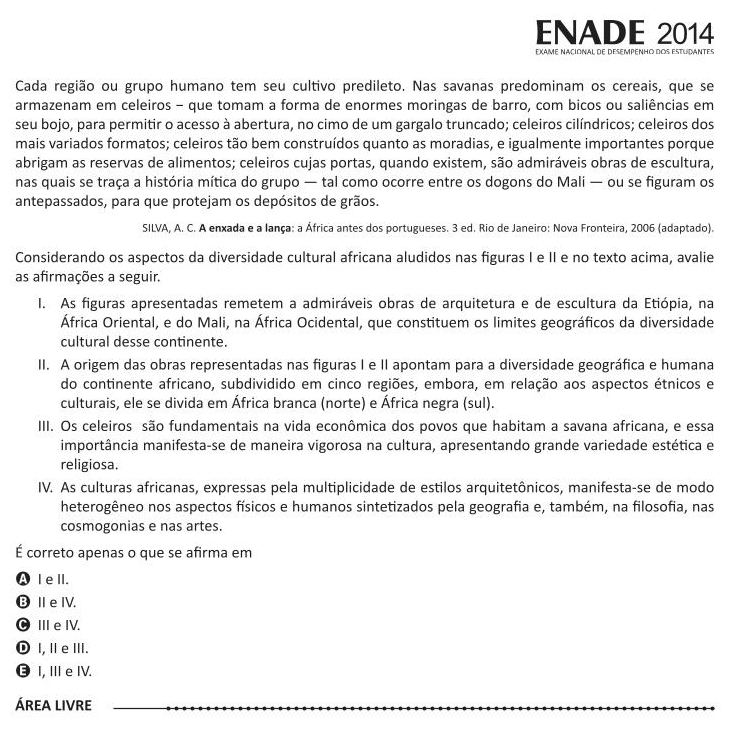 ENADE 2014
EXAME NACIONAL DE DESEMPENHO DOS ESTUDANTES
Cada região ou grupo humano tem seu cultivo predileto. Nas savanas predominam os cereais, que se
armazenam em celeiros − que tomam a forma de enormes moringas de barro, com bicos ou saliências em
seu bojo, para permitir o acesso à abertura, no cimo de um gargalo truncado; celeiros cilíndricos; celeiros dos
mais variados formatos; celeiros tão bem construídos quanto as moradias, e igualmente importantes porque
abrigam as reservas de alimentos; celeiros cujas portas, quando existem, são admiráveis obras de escultura,
nas quais se traça a história mítica do grupo — tal como ocorre entre os dogons do Mali — ou se figuram os
antepassados, para que protejam os depósitos de grãos.
SILVA, A. C. A enxada e a lança: a África antes dos portugueses. 3 ed. Rio de Janeiro: Nova Fronteira, 2006 (adaptado).
Considerando os aspectos da diversidade cultural africana aludidos nas figuras I e II e no texto acima, avalie
as afirmações a seguir.
I. As figuras apresentadas remetem a admiráveis obras de arquitetura e de escultura da Etiópia, na
África Oriental, e do Mali, na África Ocidental, que constituem os limites geográficos da diversidade
cultural desse continente.
II. A origem das obras representadas nas figuras I e II apontam para a diversidade geográfica e humana
do continente africano, subdividido em cinco regiões, embora, em relação aos aspectos étnicos e
culturais, ele se divida em África branca (norte) e África negra (sul).
III. Os celeiros são fundamentais na vida econômica dos povos que habitam a savana africana, e essa
importância manifesta-se de maneira vigorosa na cultura, apresentando grande variedade estética e
religiosa.
IV. As culturas africanas, expressas pela multiplicidade de estilos arquitetônicos, manifesta-se de modo
heterogêneo nos aspectos físicos e humanos sintetizados pela geografia e, também, na filosofia, nas
cosmogonias e nas artes.
É correto apenas o que se afirma em
A I e II.
B II e IV.
C III e IV.
D I, II e III.
E I, III e IV.
ÁREA LIVRE